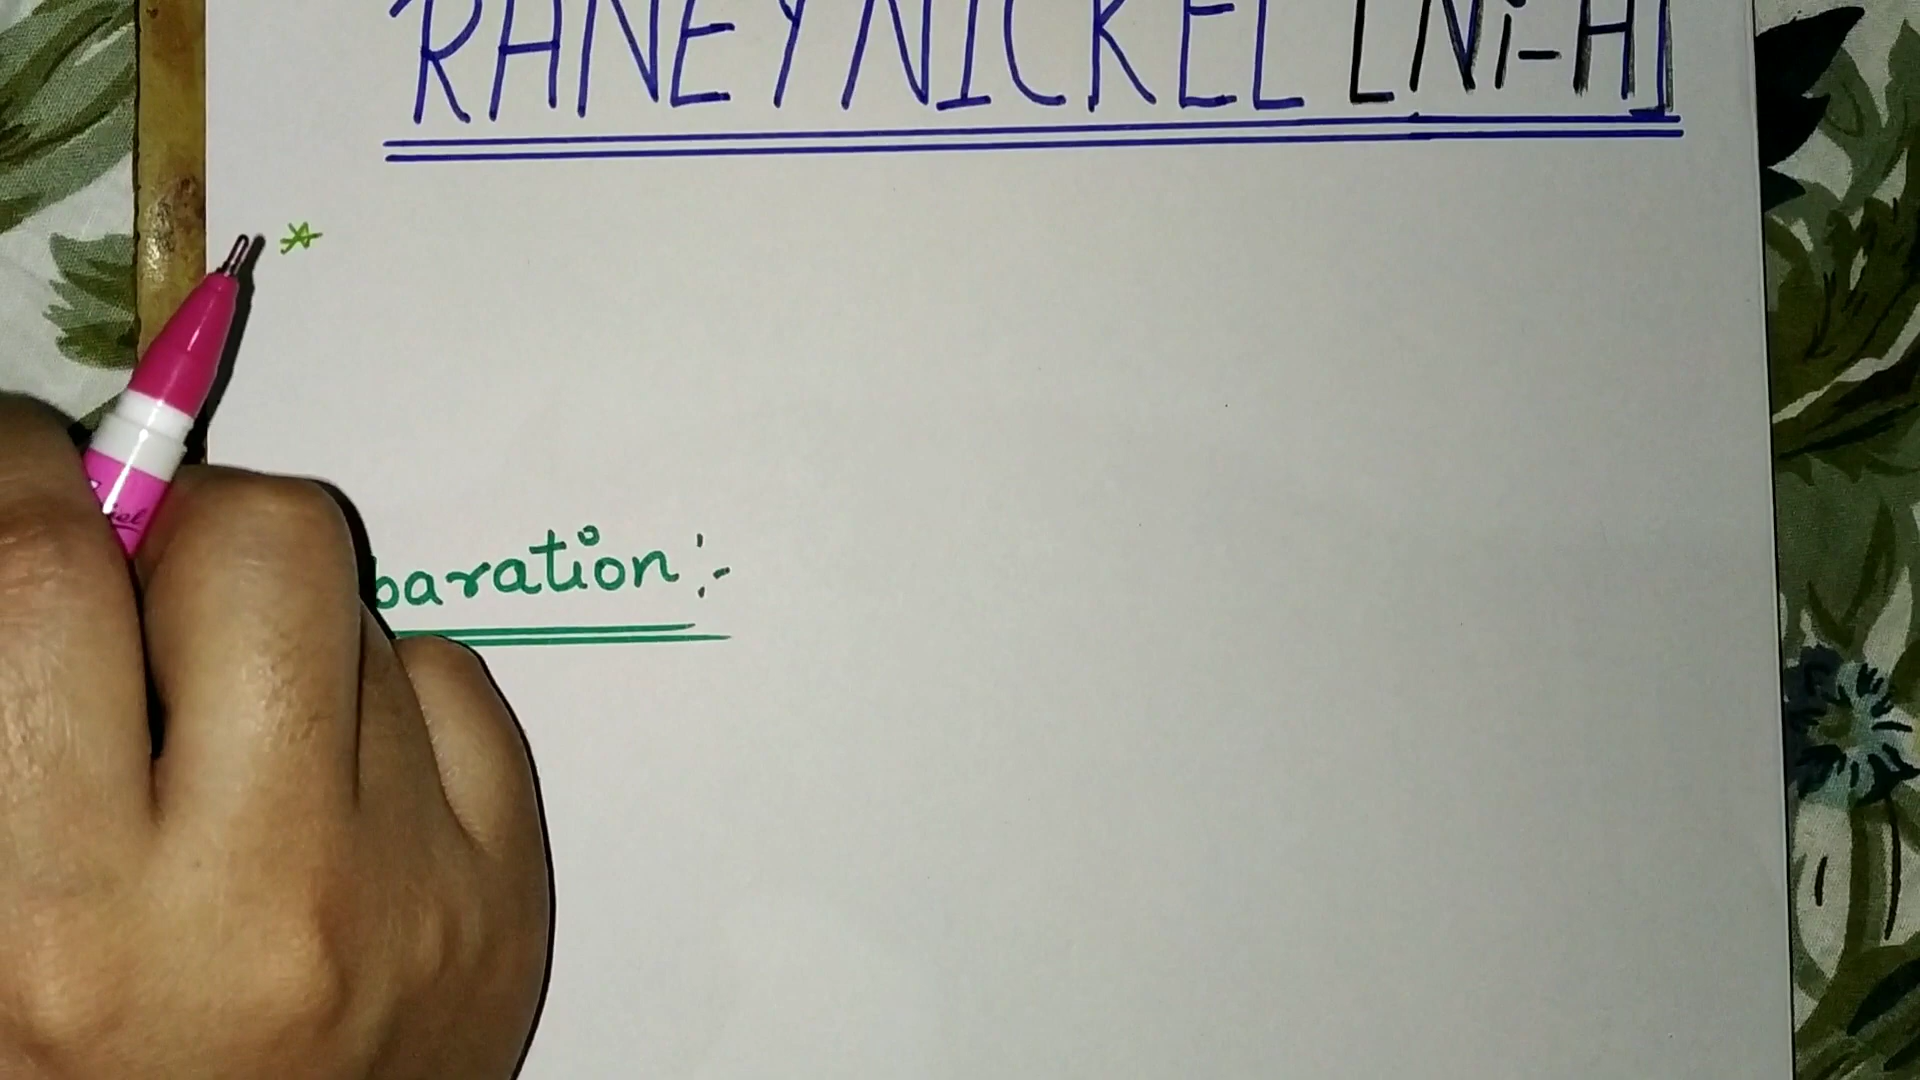 RANEY NICKEL [Ni-H]
*
paration :-